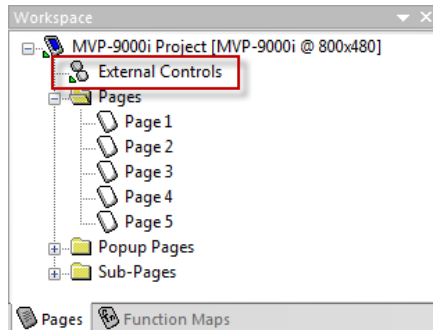 Workspace
MVP-9000i Project [MVP-9000i @ 800x480]
External Controls
Pages
Page 1
Page 2
Page 3
Page 4
Page 5
Popup Pages
Sub-Pages
Pages Function Maps